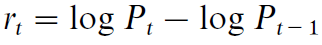 r_t = log P_t − log P_{t − 1}